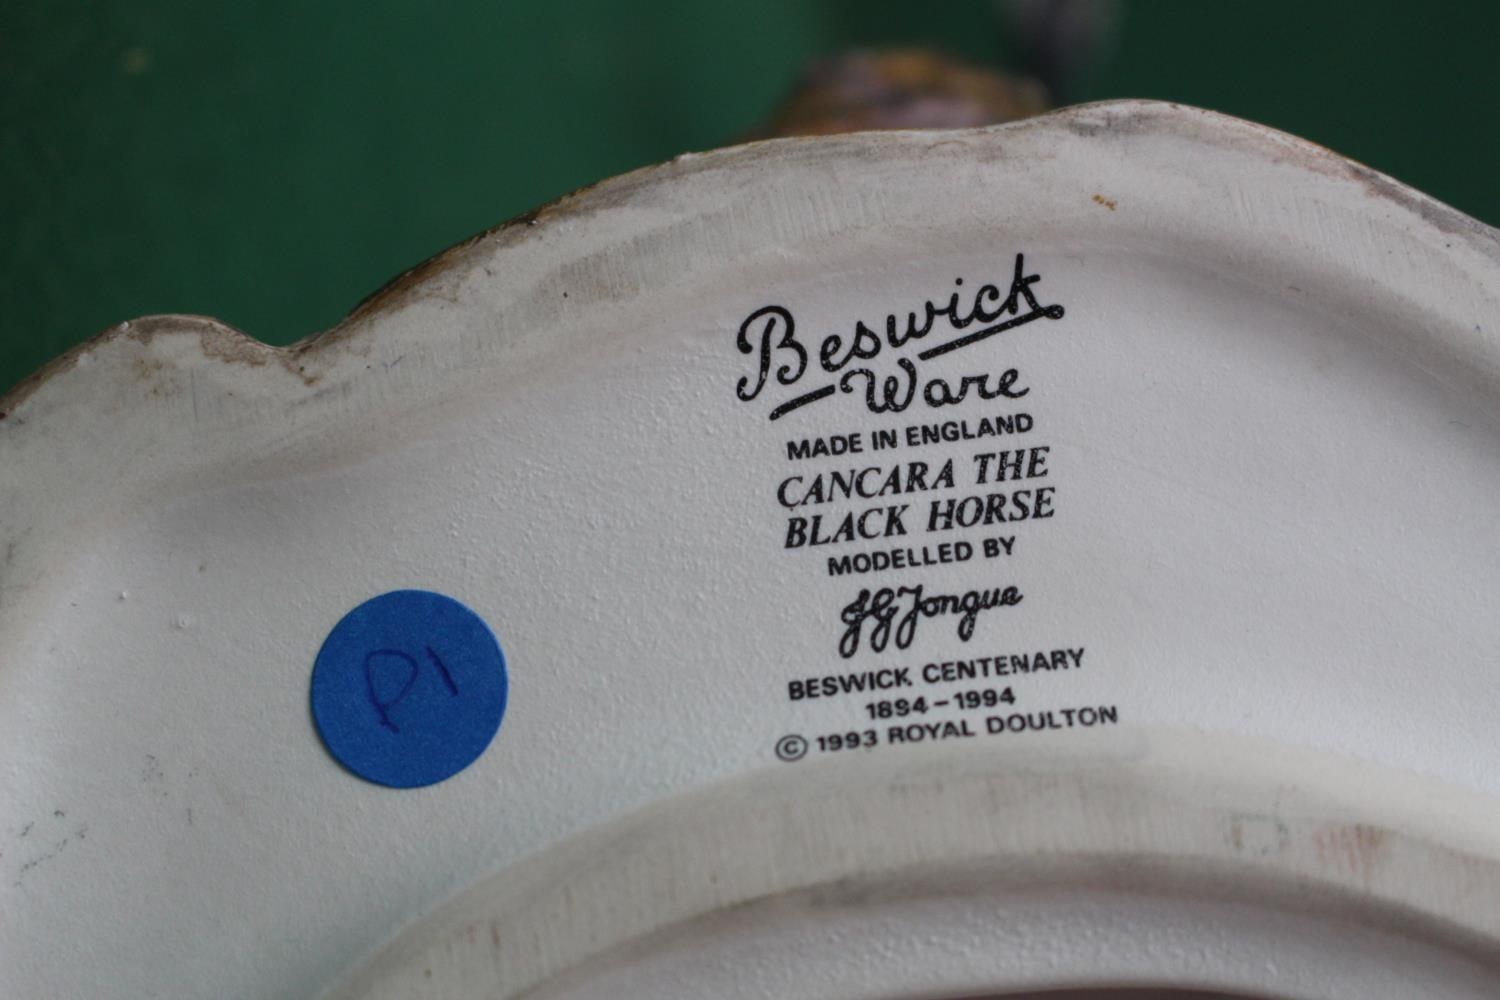 P1
Beswick
Ware
MADE IN ENGLAND
CANCARA THE
BLACK HORSE
MODELLED BY
JGTongue
BESWICK CENTENARY
1894-1994
© 1993 ROYAL DOULTON